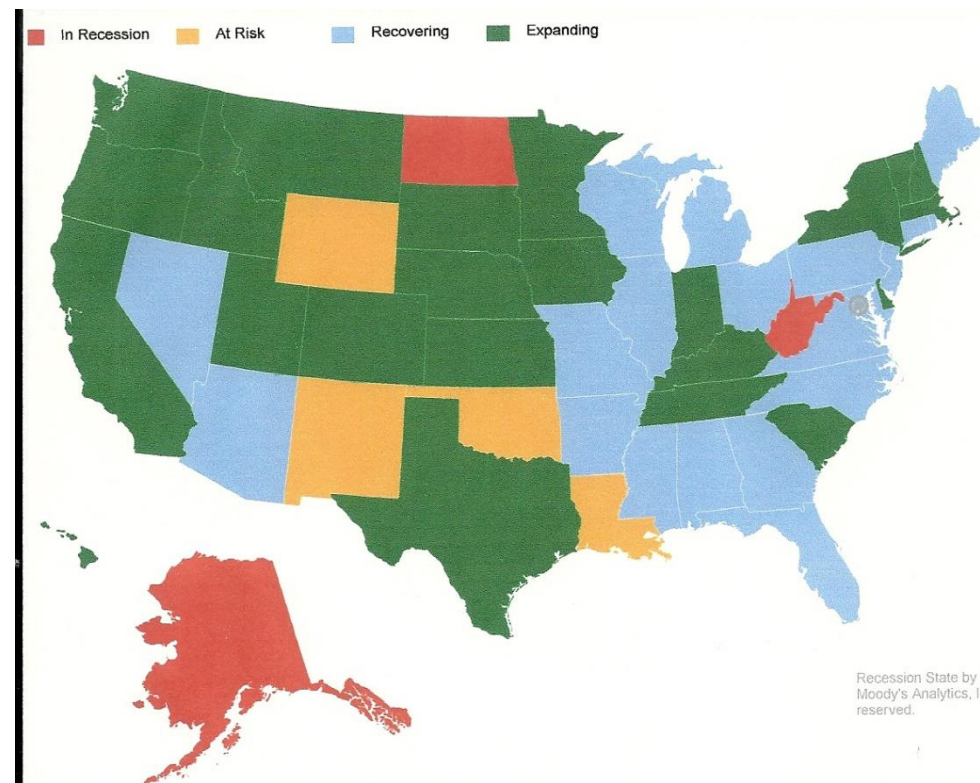 In Recession
At Risk
Recovering
Expanding
Recession State by
Moody's Analytics, I
reserved.